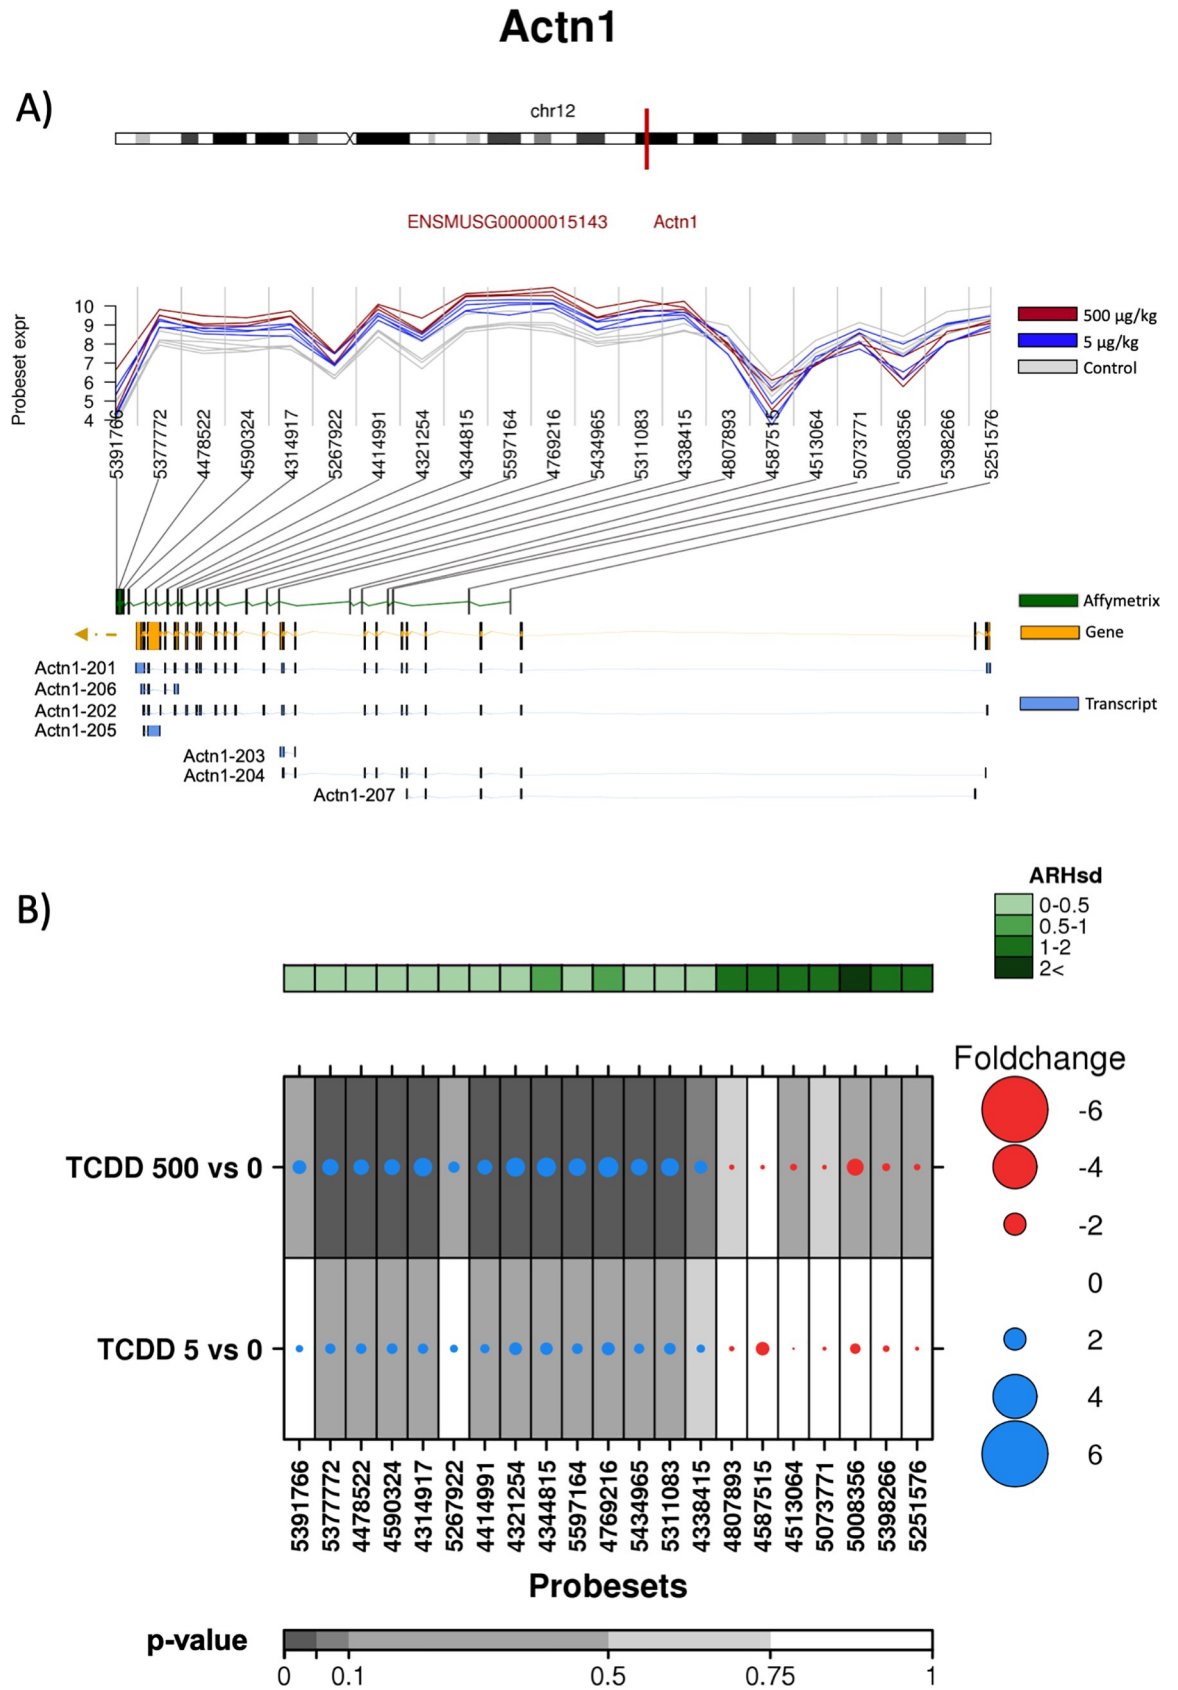 Actn1
A)
chr12
ENSMUSG00000015143 Actn1
Probeset expr
10
9
8
7
6
5
4
500 µg/kg
5 µg/kg
Control
5391766
5377772
4478522
4590324
4314917
5267922
4414991
4321254
4344815
5597164
4769216
5434965
5311083
4338415
4807893
4587515
4513064
5073771
5008356
5398266
5251576
Affymetrix
Gene
Transcript
Actn1-201
Actn1-206
Actn1-202
Actn1-205
Actn1-203
Actn1-204
Actn1-207
B)
ARHsd
0-0.5
0.5-1
1-2
2<
Foldchange
-6
-4
-2
0
2
4
6
TCDD 500 vs 0
TCDD 5 vs 0
5391766
5377772
4478522
4590324
4314917
5267922
4414991
4321254
4344815
5597164
4769216
5434965
5311083
4338415
4807893
4587515
4513064
5073771
5008356
5398266
5251576
Probesets
p-value
0 0.1 0.5 0.75 1